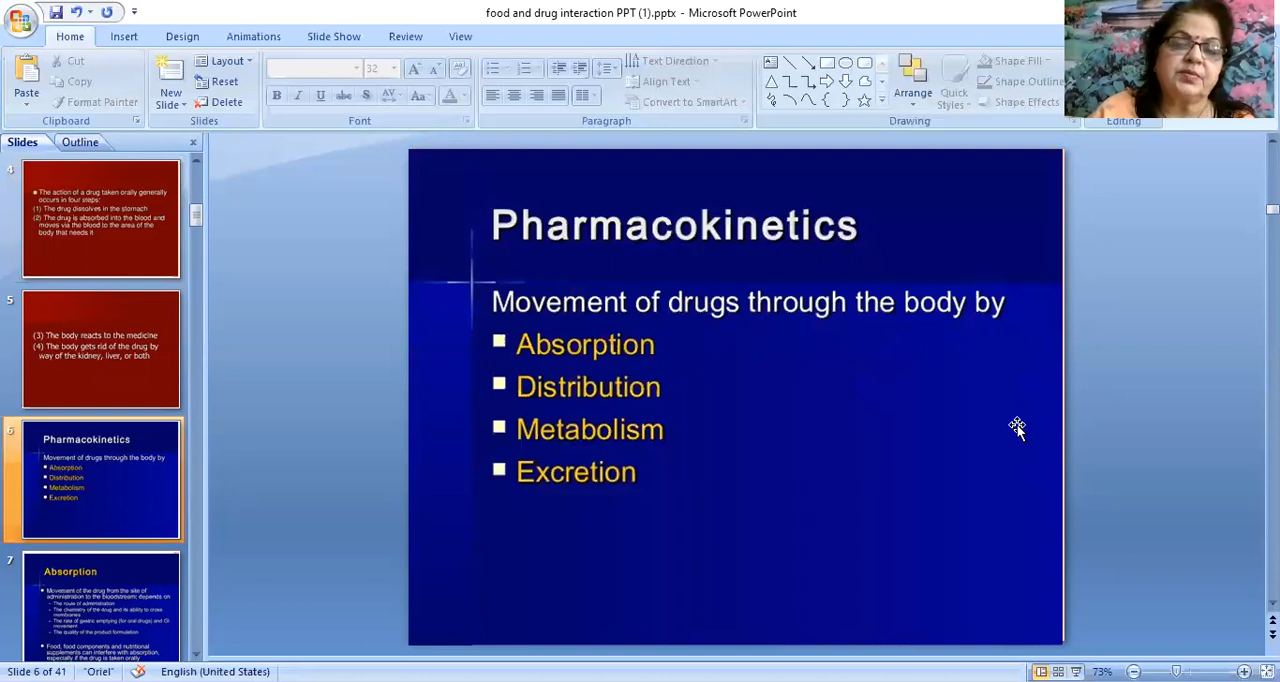 food and drug interaction PPT (1).pptx - Microsoft PowerPoint
Home Insert Design Animations Slide Show Review View
Paste
Cut
Copy
Format Painter
Clipboard
New Slide
Layout
Reset
Delete
Slides
32
Font
Text Direction
Align Text
Convert to SmartArt
Paragraph
Arrange
Quick Styles
Shape Fill
Shape Outline
Shape Effects
Drawing
Editing
Slides Outline
4
The action of a drug taken orally generally
occurs in four steps:
(1) The drug dissolves in the stomach
(2) The drug is absorbed into the blood and
moves via the blood to the area of the
body that needs it
5
(3) The body reacts to the medicine
(4) The body gets rid of the drug by
way of the kidney, liver, or both
6
Pharmacokinetics
Movement of drugs through the body by
Absorption
Distribution
Metabolism
Excretion
7
Absorption
Movement of the drug from the site of
administration to the bloodstream; depends on
– The route of administration
– The chemistry of the drug and its ability to cross
membranes
– The rate of gastric emptying (for oral drugs) and GI
movement
– The quality of the product formulation
Food, food components and nutritional
supplements can interfere with absorption,
especially if the drug is taken orally
Pharmacokinetics
Movement of drugs through the body by
Absorption
Distribution
Metabolism
Excretion
Slide 6 of 41 "Oriel" English (United States) 73%